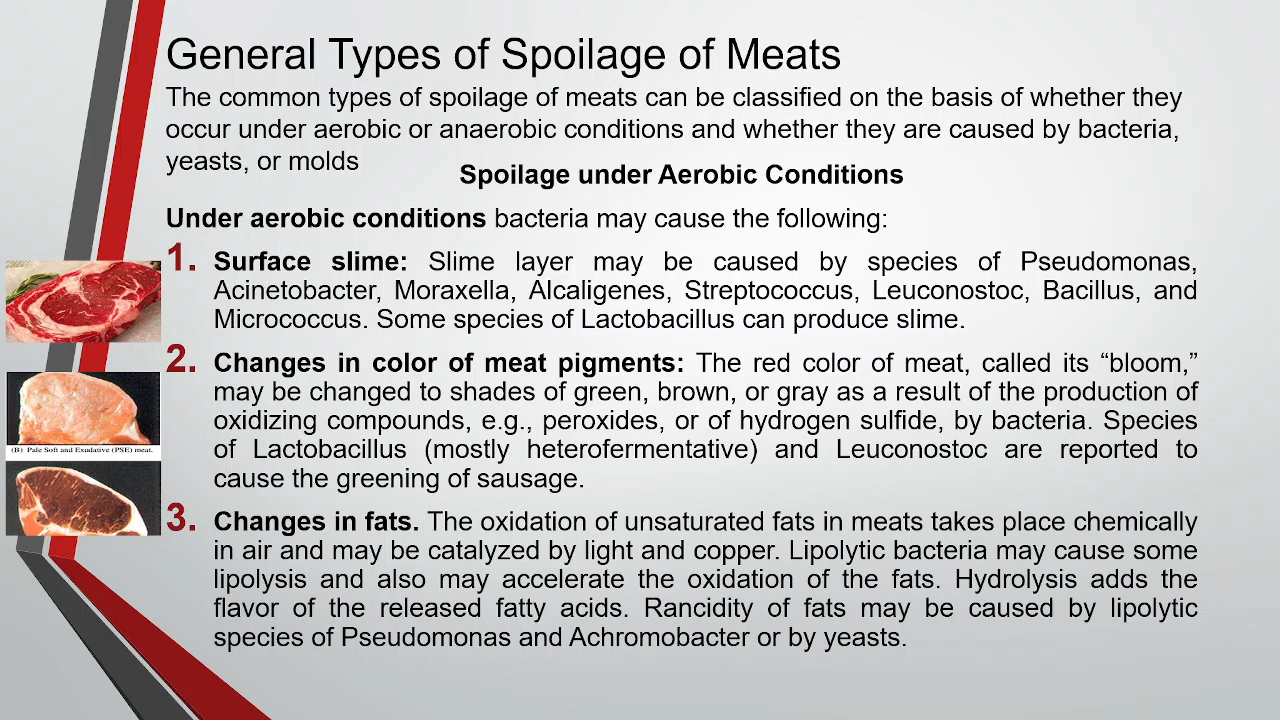 General Types of Spoilage of Meats
The common types of spoilage of meats can be classified on the basis of whether they
occur under aerobic or anaerobic conditions and whether they are caused by bacteria,
yeasts, or molds
Spoilage under Aerobic Conditions
Under aerobic conditions bacteria may cause the following:
1. Surface slime: Slime layer may be caused by species of Pseudomonas,
Acinetobacter, Moraxella, Alcaligenes, Streptococcus, Leuconostoc, Bacillus, and
Micrococcus. Some species of Lactobacillus can produce slime.
2. Changes in color of meat pigments: The red color of meat, called its “bloom,”
may be changed to shades of green, brown, or gray as a result of the production of
oxidizing compounds, e.g., peroxides, or of hydrogen sulfide, by bacteria. Species
of Lactobacillus (mostly heterofermentative) and Leuconostoc are reported to
cause the greening of sausage.
(B) Pale Soft and Exudative (PSE) meat.
3. Changes in fats. The oxidation of unsaturated fats in meats takes place chemically
in air and may be catalyzed by light and copper. Lipolytic bacteria may cause some
lipolysis and also may accelerate the oxidation of the fats. Hydrolysis adds the
flavor of the released fatty acids. Rancidity of fats may be caused by lipolytic
species of Pseudomonas and Achromobacter or by yeasts.